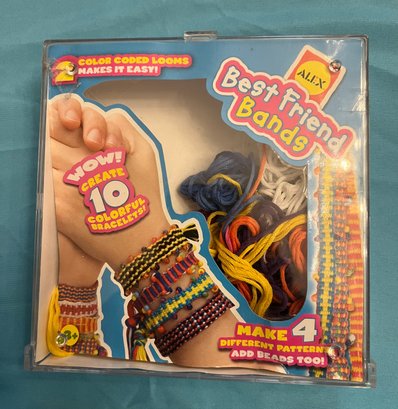 2 COLOR CODED LOOMS
MAKES IT EASY!
ALEX
Best Friend
Bands
WOW!
CREATE
10
COLORFUL
BRACELETS!
MAKE 4
DIFFERENT PATTERNS
ADD BEADS TOO!